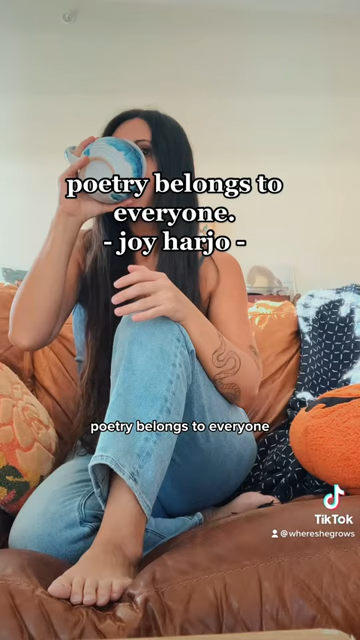 poetry belongs to
everyone.
- joy harjo -
poetry belongs to everyone
TikTok
@whereshegrows